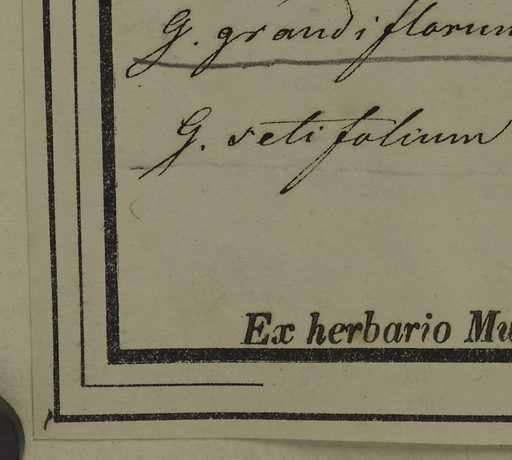 G. grandiflorum
G. setifolium
Ex herbario Mu